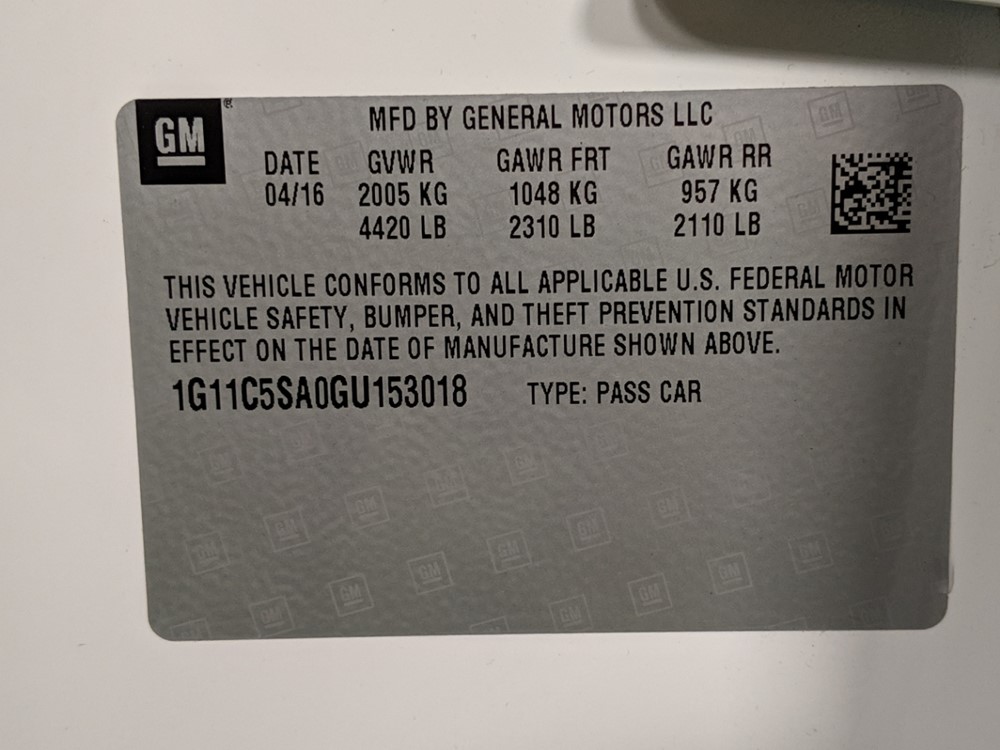 GM
MFD BY GENERAL MOTORS LLC
DATE GVWR GAWR FRT GAWR RR
04/16 2005 KG 1048 KG 957 KG
4420 LB 2310 LB 2110 LB
THIS VEHICLE CONFORMS TO ALL APPLICABLE U.S. FEDERAL MOTOR
VEHICLE SAFETY, BUMPER, AND THEFT PREVENTION STANDARDS IN
EFFECT ON THE DATE OF MANUFACTURE SHOWN ABOVE.
1G11C5SA0GU153018 TYPE: PASS CAR